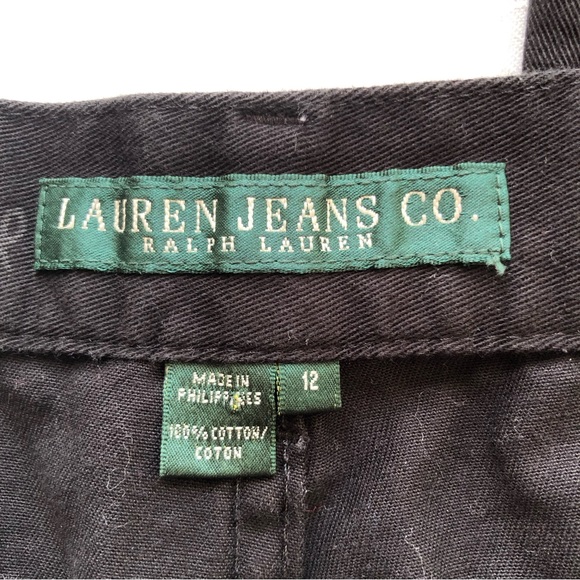 LAUREN JEANS CO.
RALPH LAUREN
MADE IN
PHILIPPINES
12
100% COTTON/
COTON